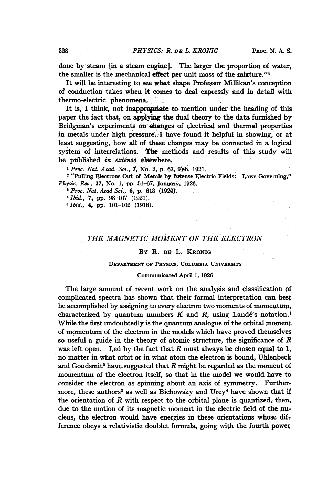 528 PHYSICS: R. DE L. KRONIG PROC. N. A. S.
done by steam [in a steam engine]. The larger the proportion of water,
the smaller is the mechanical effect per unit mass of the mixture."
It will be interesting to see what shape Professor Millikan's conception
of conduction takes when it comes to deal expressly and in detail with
thermo-electric phenomena.
It is, I think, not inappropriate to mention under the heading of this
paper the fact that, on applying the dual theory to the data furnished by
Bridgman's experiments on changes of electrical and thermal properties
in metals under high pressure, I have found it helpful in showing, or at
least suggesting, how all of these changes may be connected in a logical
system of interrelations. The methods and results of this study will
be published in extenso elsewhere.
1 Proc. Nat. Acad. Sci., 7, No. 3, p. 62, 1921.
2 "Pulling Electrons Out of Metals by Intense Electric Fields: Laws Governing,"
Physic. Rev., 27, No. 1, pp. 51-67, January, 1926.
3 Proc. Nat. Acad. Sci., 6, p. 613 (1920).
4 Ibid., 7, pp. 98-107 (1921).
5 Ibid., 4, pp. 101-102 (1918).
THE MAGNETIC MOMENT OF THE ELECTRON
BY R. DE L. KRONIG
DEPARTMENT OF PHYSICS, COLUMBIA UNIVERSITY
Communicated April 1, 1926
The large amount of recent work on the analysis and classification of
complicated spectra has shown that their formal interpretation can best
be accomplished by assigning to every electron two moments of momentum,
characterized by quantum numbers K and R, using Landé's notation.1
While the first undoubtedly is the quantum analogue of the orbital moment
of momentum of the electron in the models which have proved themselves
so useful a guide in the theory of atomic structure, the significance of R
was left open. Led by the fact that R must always be chosen equal to 1,
no matter in what orbit or in what atom the electron is bound, Uhlenbeck
and Goudsmit2 have suggested that R might be regarded as the moment of
momentum of the electron itself, so that in the model we would have to
consider the electron as spinning about an axis of symmetry. Further-
more, these authors3 as well as Bichowsky and Urey4 have shown that if
the orientation of R with respect to the orbital plane is quantized, then,
due to the motion of its magnetic moment in the electric field of the nu-
cleus, the electron would have energies in these orientations whose dif-
ference obeys a relativistic doublet formula, going with the fourth power